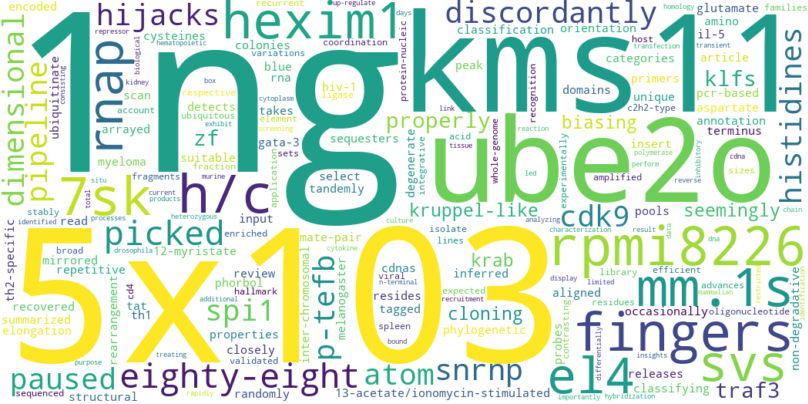 1ng
kms11
5x103
ube2o
hexim1
rpmi8226
mm.1s
fingers
el4
svs
h/c
7sk
rnap
hijacks
discordantly
histidines
dimensional
pipeline
picked
paused
eighty-eight
atom
snrnp
traf3
spi1
p-tefb
cdk9
krab
klfs
zf
properly
biasing
seemingly
kruppel-like
cloning
cysteines
colonies
variations
coordination
recurrent
encoded
up-regulate
days
repressor
hematopoietic
biological
kidney
ubiquitinate
consisting
scan
account
arrayed
myeloma
blue
rna
detects
takes
ubiquitous
box
respective
cytoplasm
exhibit
element
screening
suitable
fraction
gata-3
sets
application
sequesters
hiv-1
ligase
select
tandemly
peak
protein-nucleic
link
classification
orientation
glutamate
amino
il-5
families
homology
transfection
transient
host
categories
article
primers
pcr-based
unique
aspartate
annotation
c2h2-type
domains
recognition
terminus
insert
polymerase
perform
sizes
cdna
reverse
inhibitory
chain
degenerate
integrative
acid
tissue
reaction
whole-genome
amplified
led
experimentally
pools
fragments
situ
murine
stably
current
products
identified
red
processes
heterozygous
total
input
enriched
th2-specific
broad
mirrored
12-myristate
repetitive
drosophila
cytokine
review
phorbol
hallmark
recovered
summarized
elongation
rearrangement
cd4
tat
th1
additional
properties
closely
validated
inter-chromosomal
mate-pair
culture
isolate
lines
analyzing
cdnas
viral
resides
tagged
spleen
bound
melanogaster
expected
recruitment
n-terminal
inferred
characterization
result
data
dna
aligned
library
efficient
restricted
mammalian
phylogenetic
display
limited
advances
residues
probes
contrasting
occasionally
oligonucleotide
differentially
insights
releases
classifying
importantly
hybridization
non-degradative
sequenced
structural
purpose
treating
randomly
rapidly
13-acetate/ionomycin-stimulated